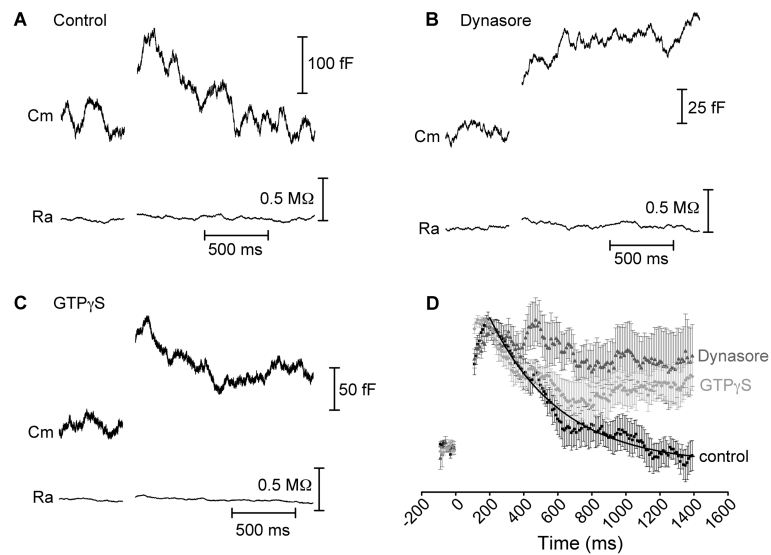 A Control
100 fF
Cm
0.5 MΩ
Ra
500 ms
B Dynasore
25 fF
Cm
0.5 MΩ
Ra
500 ms
C GTPγS
50 fF
Cm
0.5 MΩ
Ra
500 ms
D
Dynasore
GTPγS
control
-200 0 200 400 600 800 1000 1200 1400 1600
Time (ms)